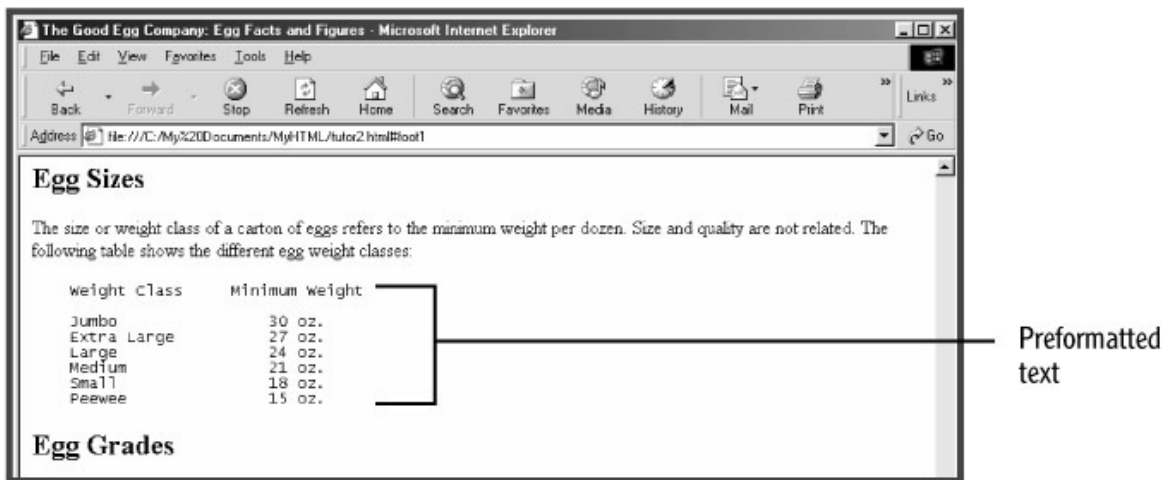 The Good Egg Company: Egg Facts and Figures - Microsoft Internet Explorer
File Edit View Favorites Tools Help
Back Forward Stop Refresh Home Search Favorites Media History Mail Print » Links »
Address file:///C:/My%20Documents/MyHTML/tutor2.html#foot1 Go
Egg Sizes
The size or weight class of a carton of eggs refers to the minimum weight per dozen. Size and quality are not related. The
following table shows the different egg weight classes:
Weight Class Minimum Weight
Jumbo 30 oz.
Extra Large 27 oz.
Large 24 oz.
Medium 21 oz.
Small 18 oz.
Peewee 15 oz.
Preformatted
text
Egg Grades